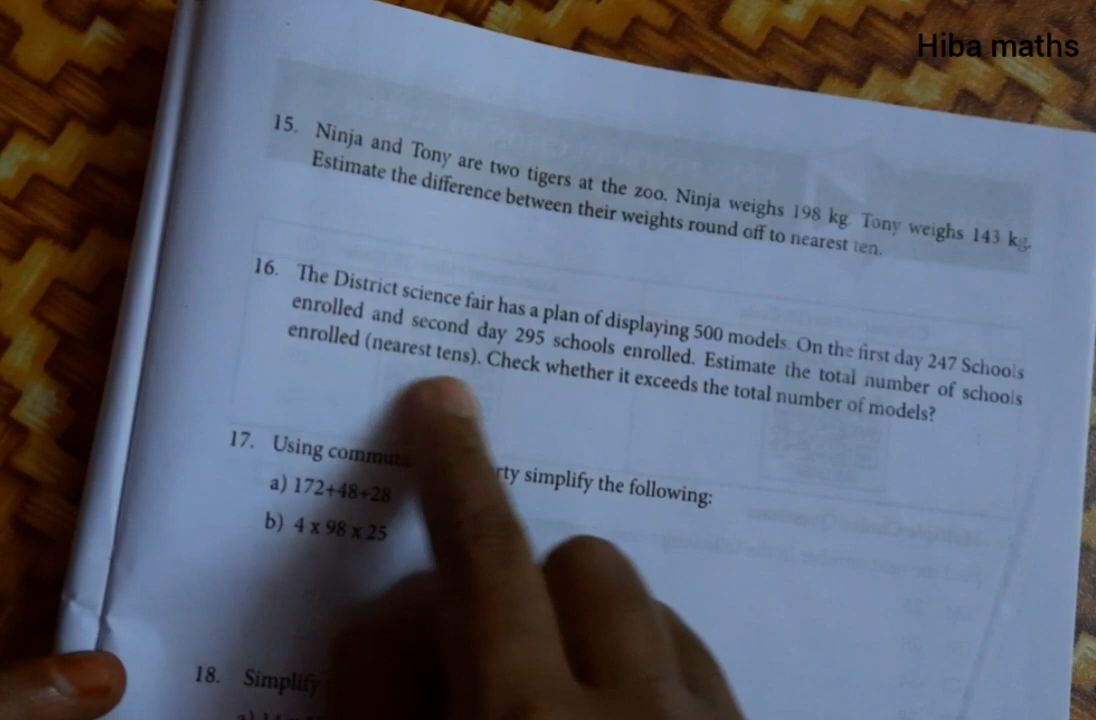 Hiba maths
15. Ninja and Tony are two tigers at the zoo. Ninja weighs 198 kg. Tony weighs 143 kg.
Estimate the difference between their weights round off to nearest ten.
16. The District science fair has a plan of displaying 500 models. On the first day 247 Schools
enrolled and second day 295 schools enrolled. Estimate the total number of schools
enrolled (nearest tens). Check whether it exceeds the total number of models?
17. Using simplify the following:
a) 172+48+28
b) 4 x 98 x 25
18. Simplify